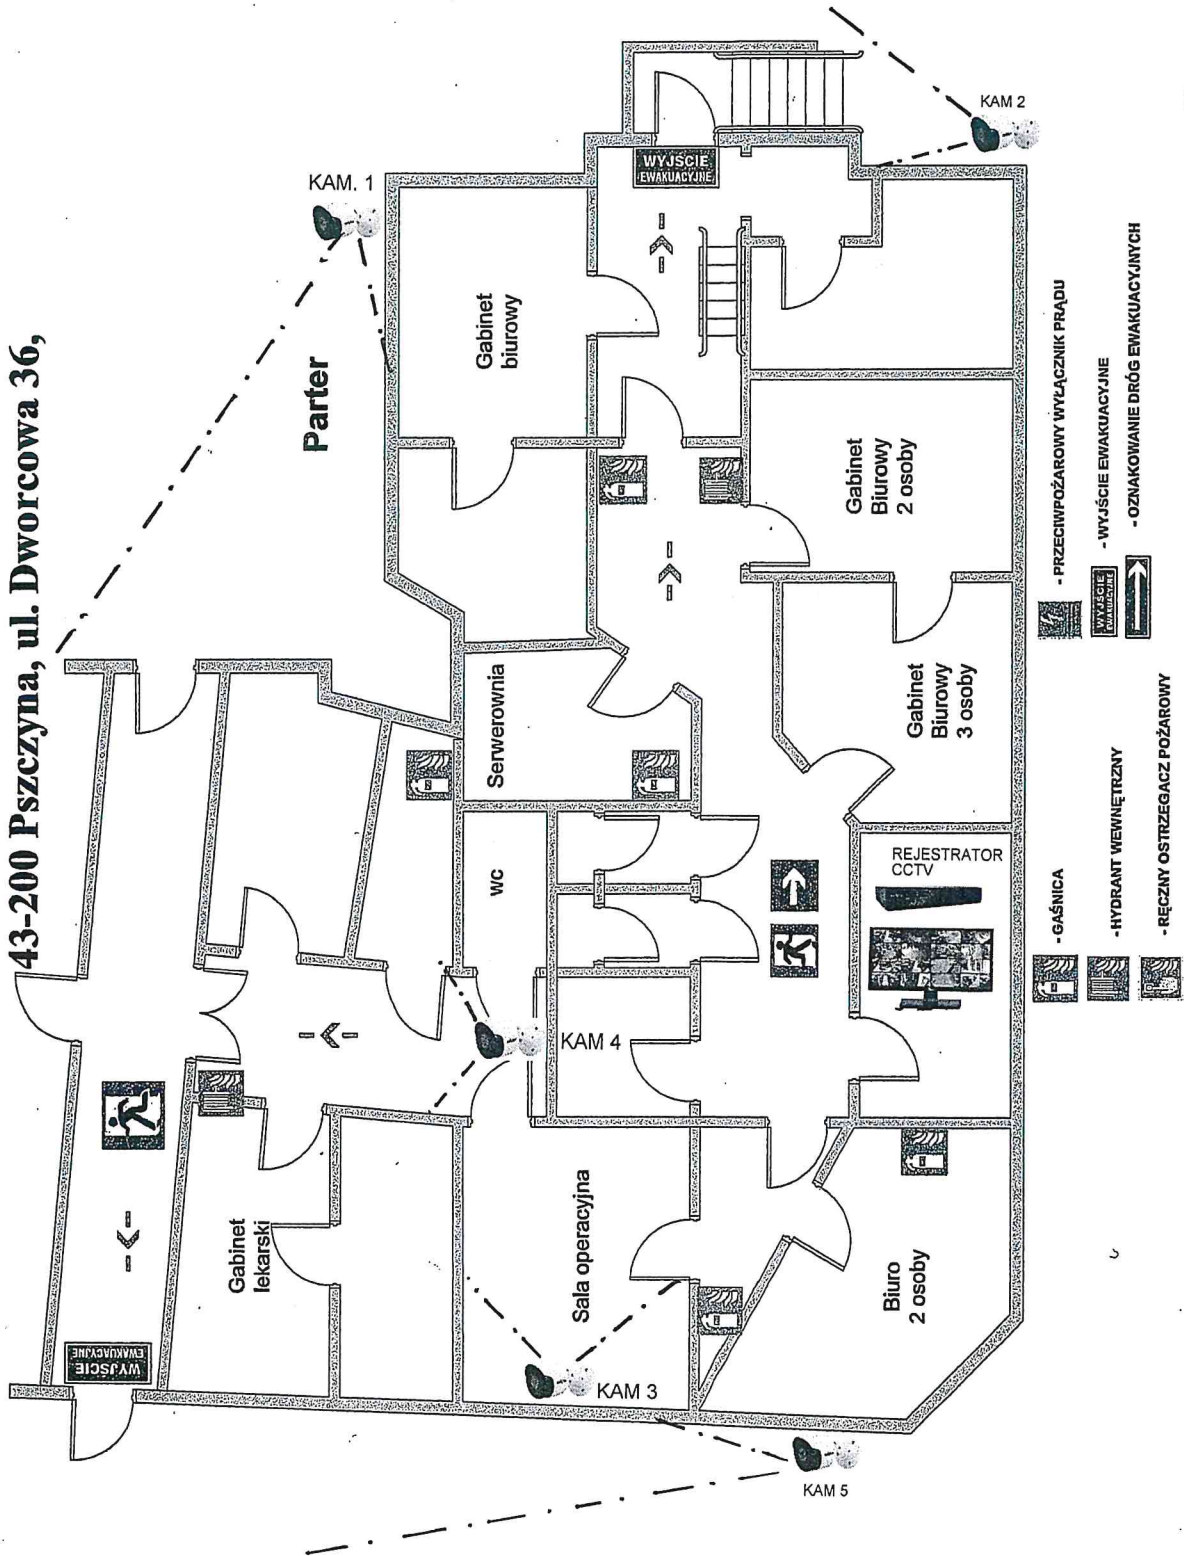 43-200 Pszczyna, ul. Dworcowa 36,
Parter
KAM. 1
KAM 2
Gabinet
biurowy
WYJŚCIE
EWAKUACYJNE
Gabinet
Biurowy
2 osoby
Serwerownia
Gabinet
Biurowy
3 osoby
WC
REJESTRATOR
CCTV
KAM 4
Gabinet
lekarski
Sala operacyjna
Biuro
2 osoby
WYJŚCIE
EWAKUACYJNE
KAM 3
KAM 5
- GAŚNICA
- HYDRANT WEWNĘTRZNY
- RĘCZNY OSTRZEGACZ POŻAROWY
- PRZECIWPOŻAROWY WYŁĄCZNIK PRĄDU
WYJŚCIE
EWAKUACYJNE
- WYJŚCIE EWAKUACYJNE
- OZNAKOWANIE DRÓG EWAKUACYJNYCH